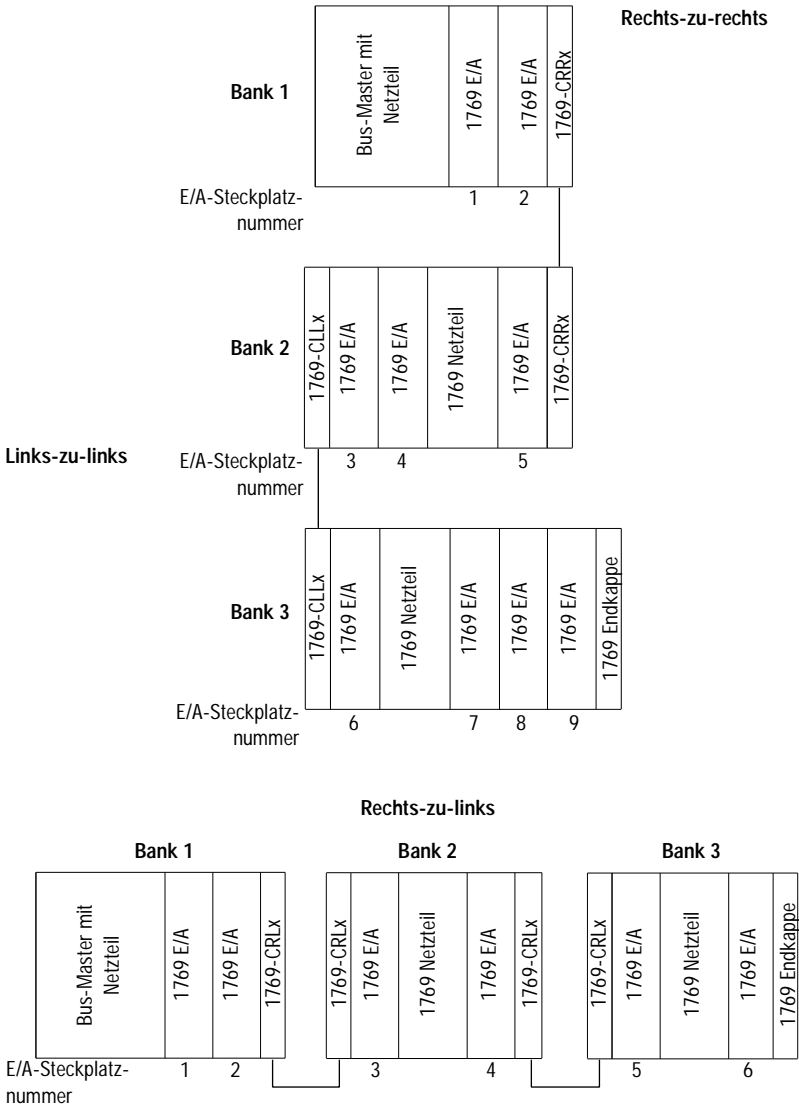 Rechts-zu-rechts
Bank 1
Bus-Master mit
Netzteil
1769 E/A
1769 E/A
1769-CRRx
E/A-Steckplatz-
nummer
1
2
Bank 2
1769-CLLx
1769 E/A
1769 E/A
1769 Netzteil
1769 E/A
1769-CRRx
Links-zu-links
E/A-Steckplatz-
nummer
3
4
5
Bank 3
1769-CLLx
1769 E/A
1769 Netzteil
1769 E/A
1769 E/A
1769 E/A
1769 Endkappe
E/A-Steckplatz-
nummer
6
7
8
9
Rechts-zu-links
Bank 1
Bank 2
Bank 3
Bus-Master mit
Netzteil
1769 E/A
1769 E/A
1769-CRLx
1769-CRLx
1769 E/A
1769 Netzteil
1769 E/A
1769-CRLx
1769-CRLx
1769 E/A
1769 Netzteil
1769 E/A
1769 Endkappe
E/A-Steckplatz-
nummer
1
2
3
4
5
6